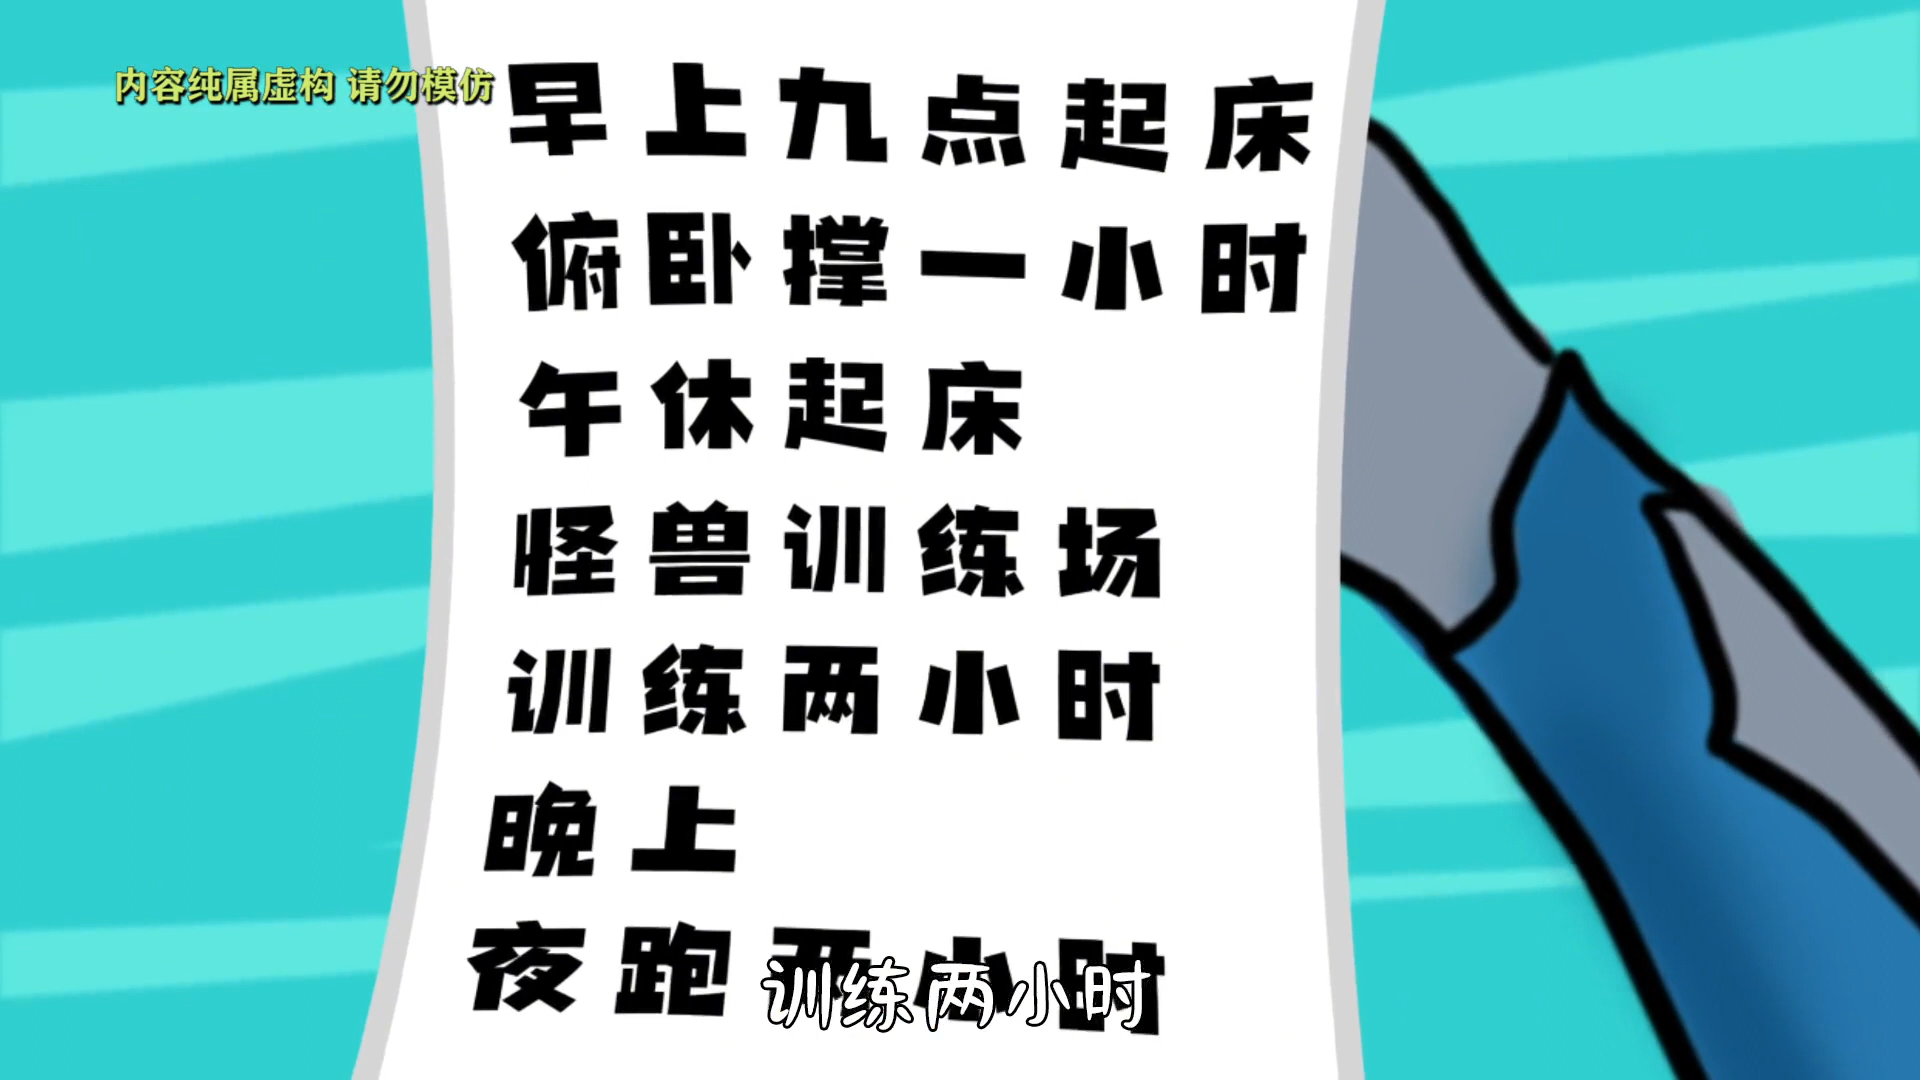 内容纯属虚构 请勿模仿
早上九点起床
俯卧撑一小时
午休起床
怪兽训练场
训练两小时
晚上
夜跑两小时
训练两小时